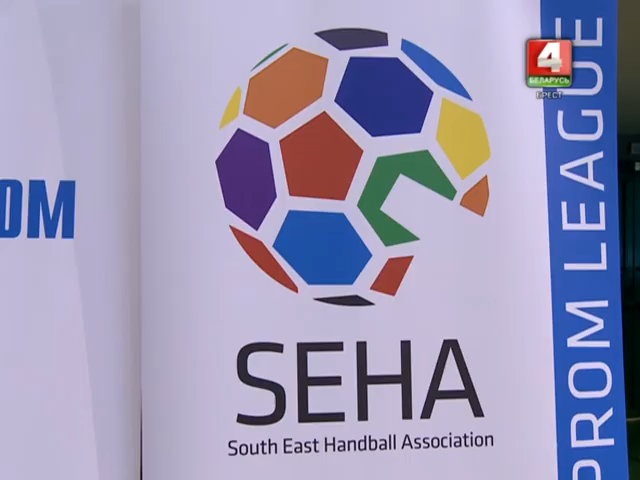 4
БЕЛАРУСЬ
БРЕСТ
OM
SEHA
South East Handball Association
PROM LEAGUE